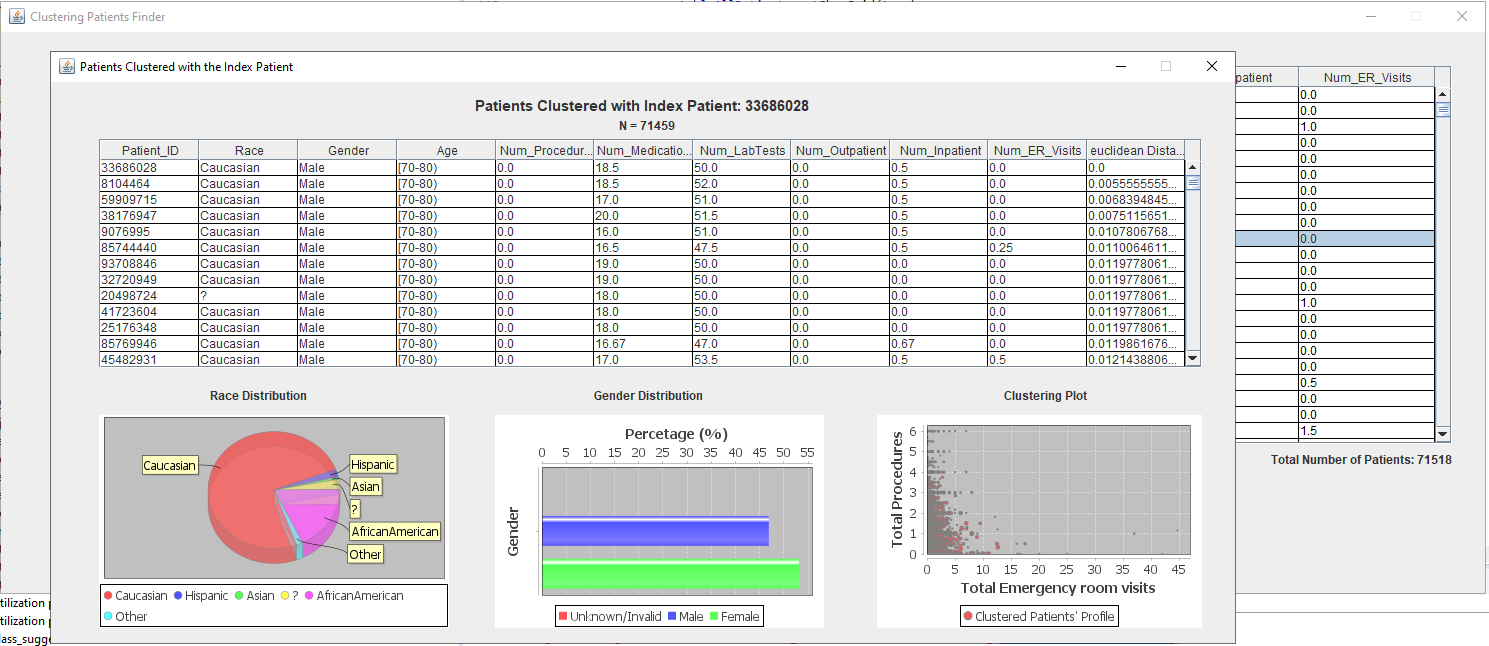 Clustering Patients Finder
Patients Clustered with the Index Patient
Patients Clustered with Index Patient: 33686028
N = 71459
Patient_ID Race Gender Age Num_Procedur... Num_Medicatio... Num_LabTests Num_Outpatient Num_Inpatient Num_ER_Visits euclidean Dista...
33686028 Caucasian Male [70-80) 0.0 18.5 50.0 0.0 0.5 0.0 0.0
8104464 Caucasian Male [70-80) 0.0 18.5 52.0 0.0 0.5 0.0 0.0055555555...
59909715 Caucasian Male [70-80) 0.0 17.0 51.0 0.0 0.5 0.0 0.0068394845...
38176947 Caucasian Male [70-80) 0.0 20.0 51.5 0.0 0.5 0.0 0.0075115651...
9076995 Caucasian Male [70-80) 0.0 16.0 51.0 0.0 0.5 0.0 0.0107806768...
85744440 Caucasian Male [70-80) 0.0 16.5 47.5 0.0 0.5 0.25 0.0110064611...
93708846 Caucasian Male [70-80) 0.0 19.0 50.0 0.0 0.0 0.0 0.0119778061...
32720949 Caucasian Male [70-80) 0.0 19.0 50.0 0.0 0.0 0.0 0.0119778061...
20498724 ? Male [70-80) 0.0 18.0 50.0 0.0 0.0 0.0 0.0119778061...
41723604 Caucasian Male [70-80) 0.0 18.0 50.0 0.0 0.0 0.0 0.0119778061...
25176348 Caucasian Male [70-80) 0.0 18.0 50.0 0.0 0.0 0.0 0.0119778061...
85769946 Caucasian Male [70-80) 0.0 16.67 47.0 0.0 0.67 0.0 0.0119861676...
45482931 Caucasian Male [70-80) 0.0 17.0 53.5 0.0 0.5 0.5 0.0121438806...
patient Num_ER_Visits
0.0
0.0
1.0
0.0
0.0
0.0
0.0
0.0
0.0
0.0
0.0
0.0
0.0
1.0
0.0
0.0
0.0
0.0
0.5
0.0
0.0
1.5
Total Number of Patients: 71518
Race Distribution
Caucasian
Hispanic
Asian
?
AfricanAmerican
Other
Caucasian Hispanic Asian ? AfricanAmerican
Other
Gender Distribution
Percetage (%)
0 5 10 15 20 25 30 35 40 45 50 55
Gender
Unknown/Invalid Male Female
Clustering Plot
Total Procedures
6
5
4
3
2
1
0
0 5 10 15 20 25 30 35 40 45
Total Emergency room visits
Clustered Patients' Profile
tilization
tilization
lass_sugge